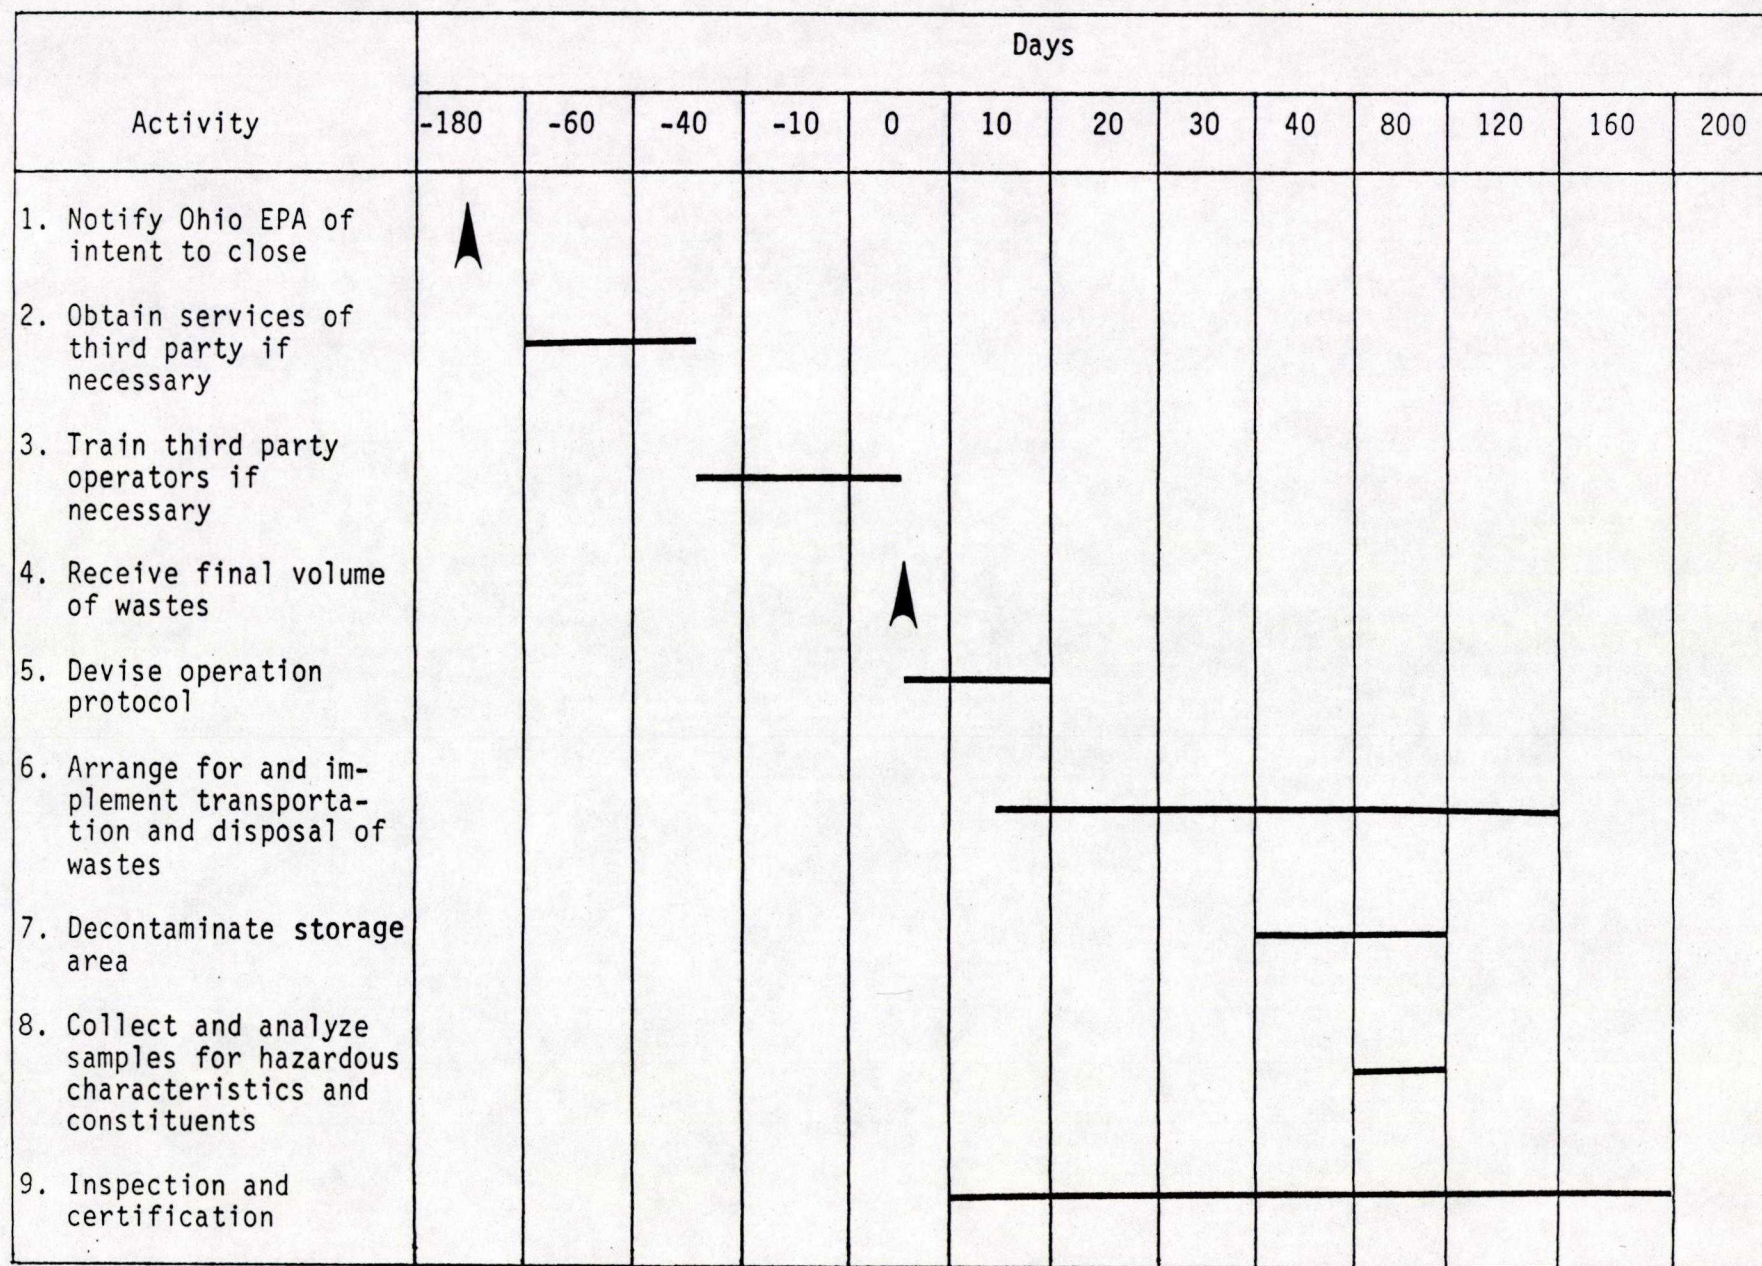 Days
Activity
-180 -60 -40 -10 0 10 20 30 40 80 120 160 200
1. Notify Ohio EPA of
intent to close
2. Obtain services of
third party if
necessary
3. Train third party
operators if
necessary
4. Receive final volume
of wastes
5. Devise operation
protocol
6. Arrange for and im-
plement transporta-
tion and disposal of
wastes
7. Decontaminate storage
area
8. Collect and analyze
samples for hazardous
characteristics and
constituents
9. Inspection and
certification